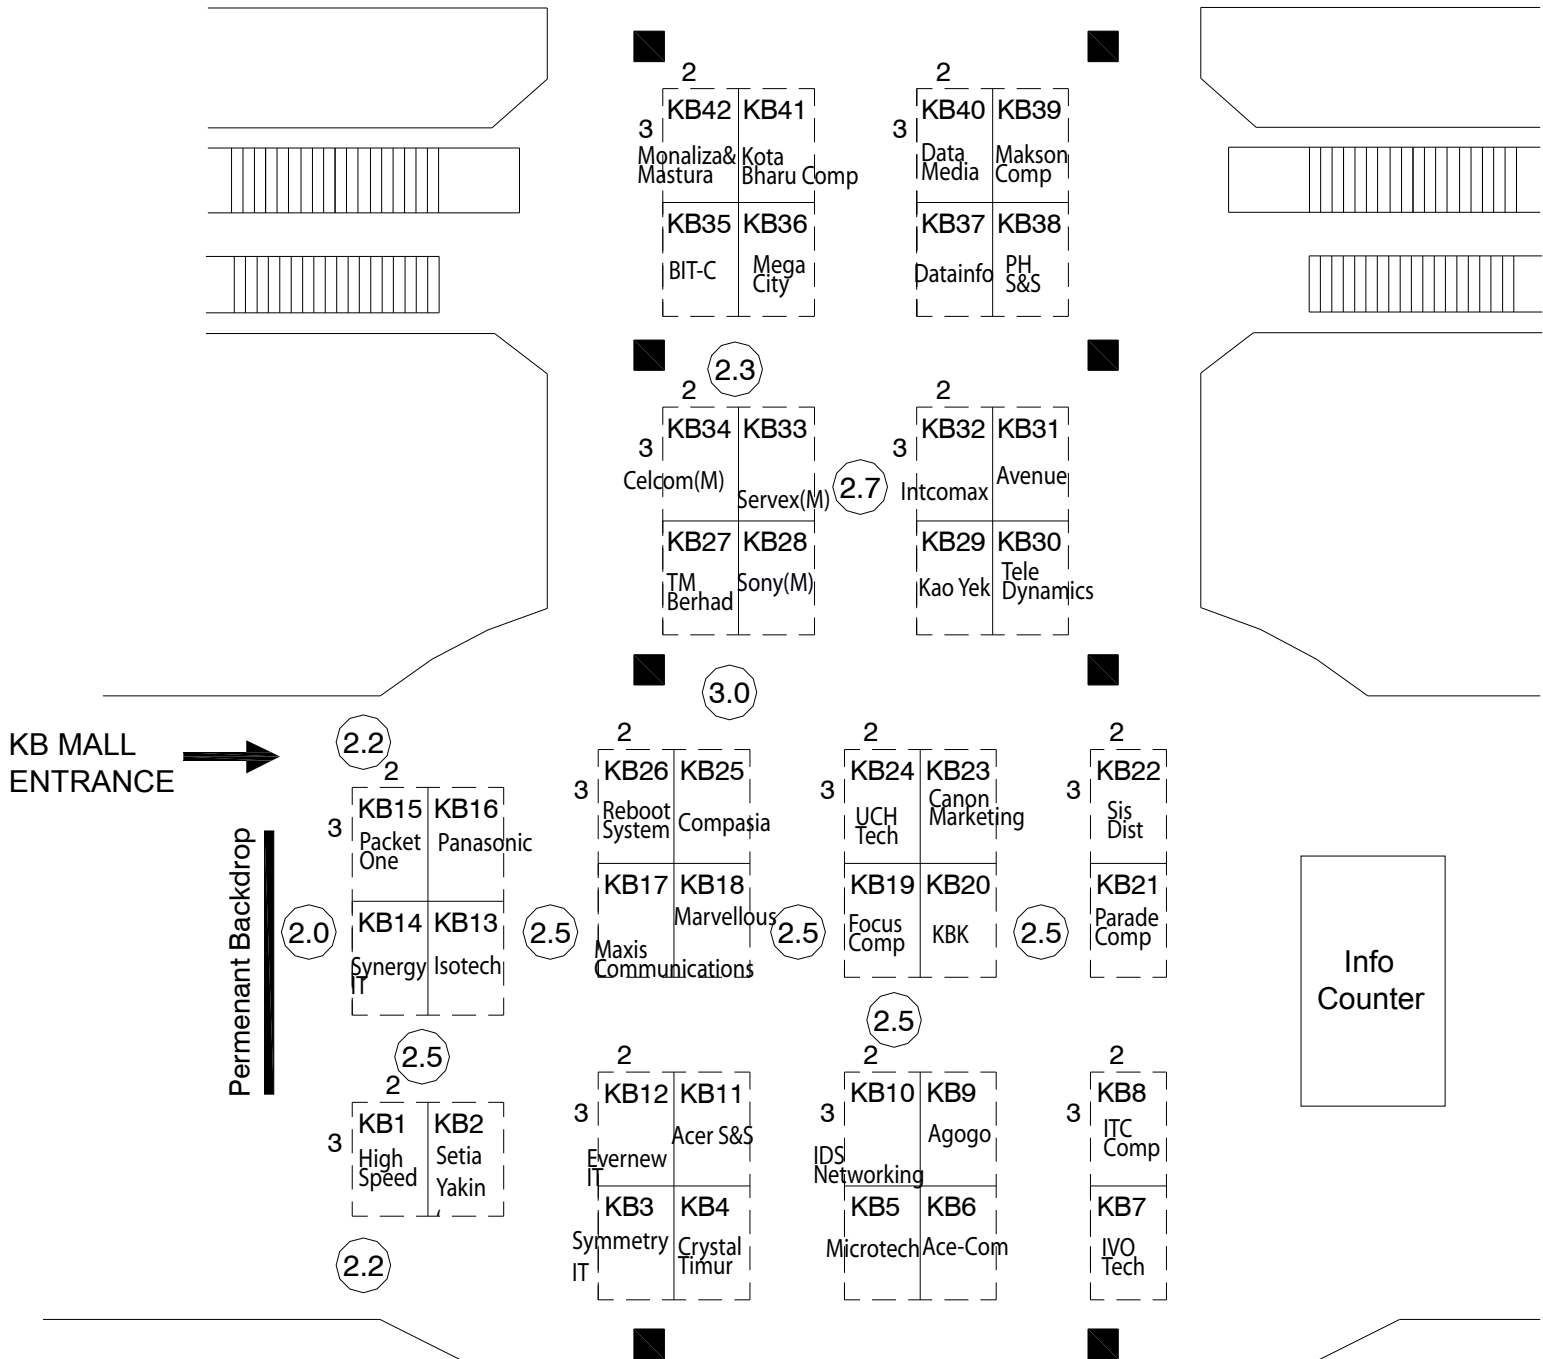 2
2
KB42 KB41
KB40 KB39
3
3
Monaliza&
Mastura
Kota
Bharu Comp
Data
Media
Makson
Comp
KB35 KB36
KB37 KB38
BIT-C
Mega
City
Datainfo
PH
S&S
2.3
2
2
KB34 KB33
KB32 KB31
3
3
Celcom(M)
Servex(M)
2.7
Intcomax
Avenue
KB27 KB28
KB29 KB30
TM
Berhad
Sony(M)
Kao Yek
Tele
Dynamics
3.0
KB MALL
ENTRANCE
2.2
2
2
2
2
KB15 KB16
KB26 KB25
KB24 KB23
KB22
3
3
3
3
Packet
One
Panasonic
Reboot
System
Compasia
UCH
Tech
Canon
Marketing
Sis
Dist
Permenant Backdrop
KB14 KB13
KB17 KB18
KB19 KB20
KB21
2.0
2.5
2.5
2.5
Synergy
IT
Isotech
Maxis
Communications
Marvellous
Focus
Comp
KBK
Parade
Comp
Info
Counter
2.5
2.5
2
2
2
2
KB1 KB2
KB12 KB11
KB10 KB9
KB8
3
3
3
3
High
Speed
Setia
Yakin
Evernew
IT
Acer S&S
IDS
Networking
Agogo
ITC
Comp
KB3 KB4
KB5 KB6
KB7
Symmetry
IT
Crystal
Timur
Microtech
Ace-Com
IVO
Tech
2.2